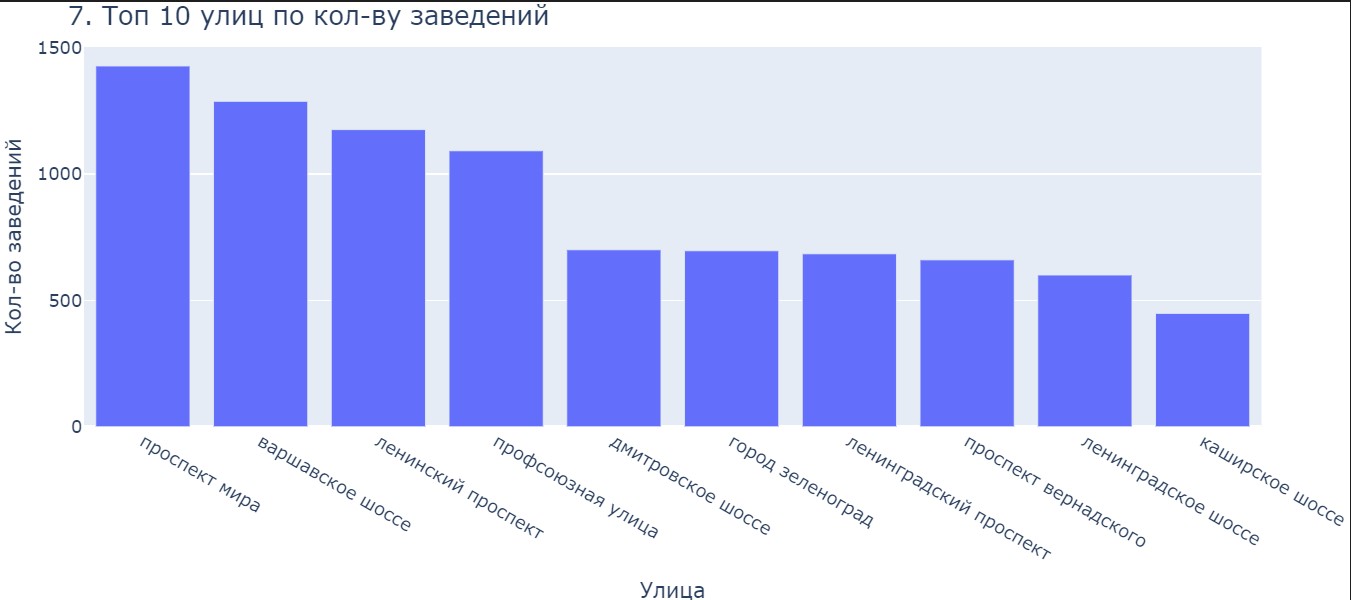 7. Топ 10 улиц по кол-ву заведений
Кол-во заведений
1500
1000
500
0
проспект мира
варшавское шоссе
ленинский проспект
профсоюзная улица
дмитровское шоссе
город зеленоград
ленинградский проспект
проспект вернадского
ленинградское шоссе
каширское шоссе
Улица